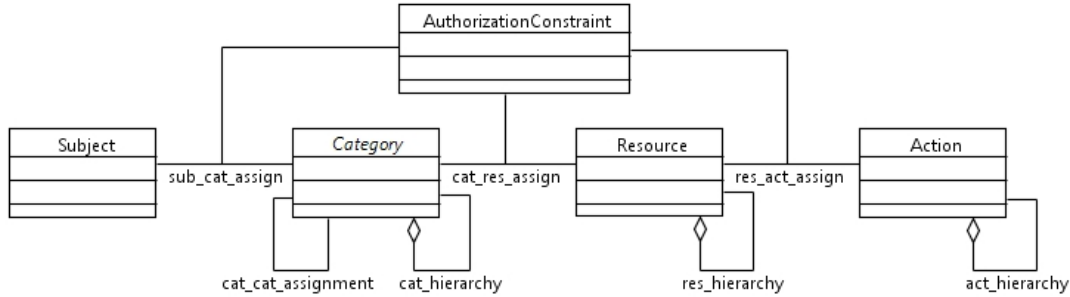 AuthorizationConstraint
Subject
Category
Resource
Action
sub_cat_assign
cat_res_assign
res_act_assign
cat_cat_assignment
cat_hierarchy
res_hierarchy
act_hierarchy